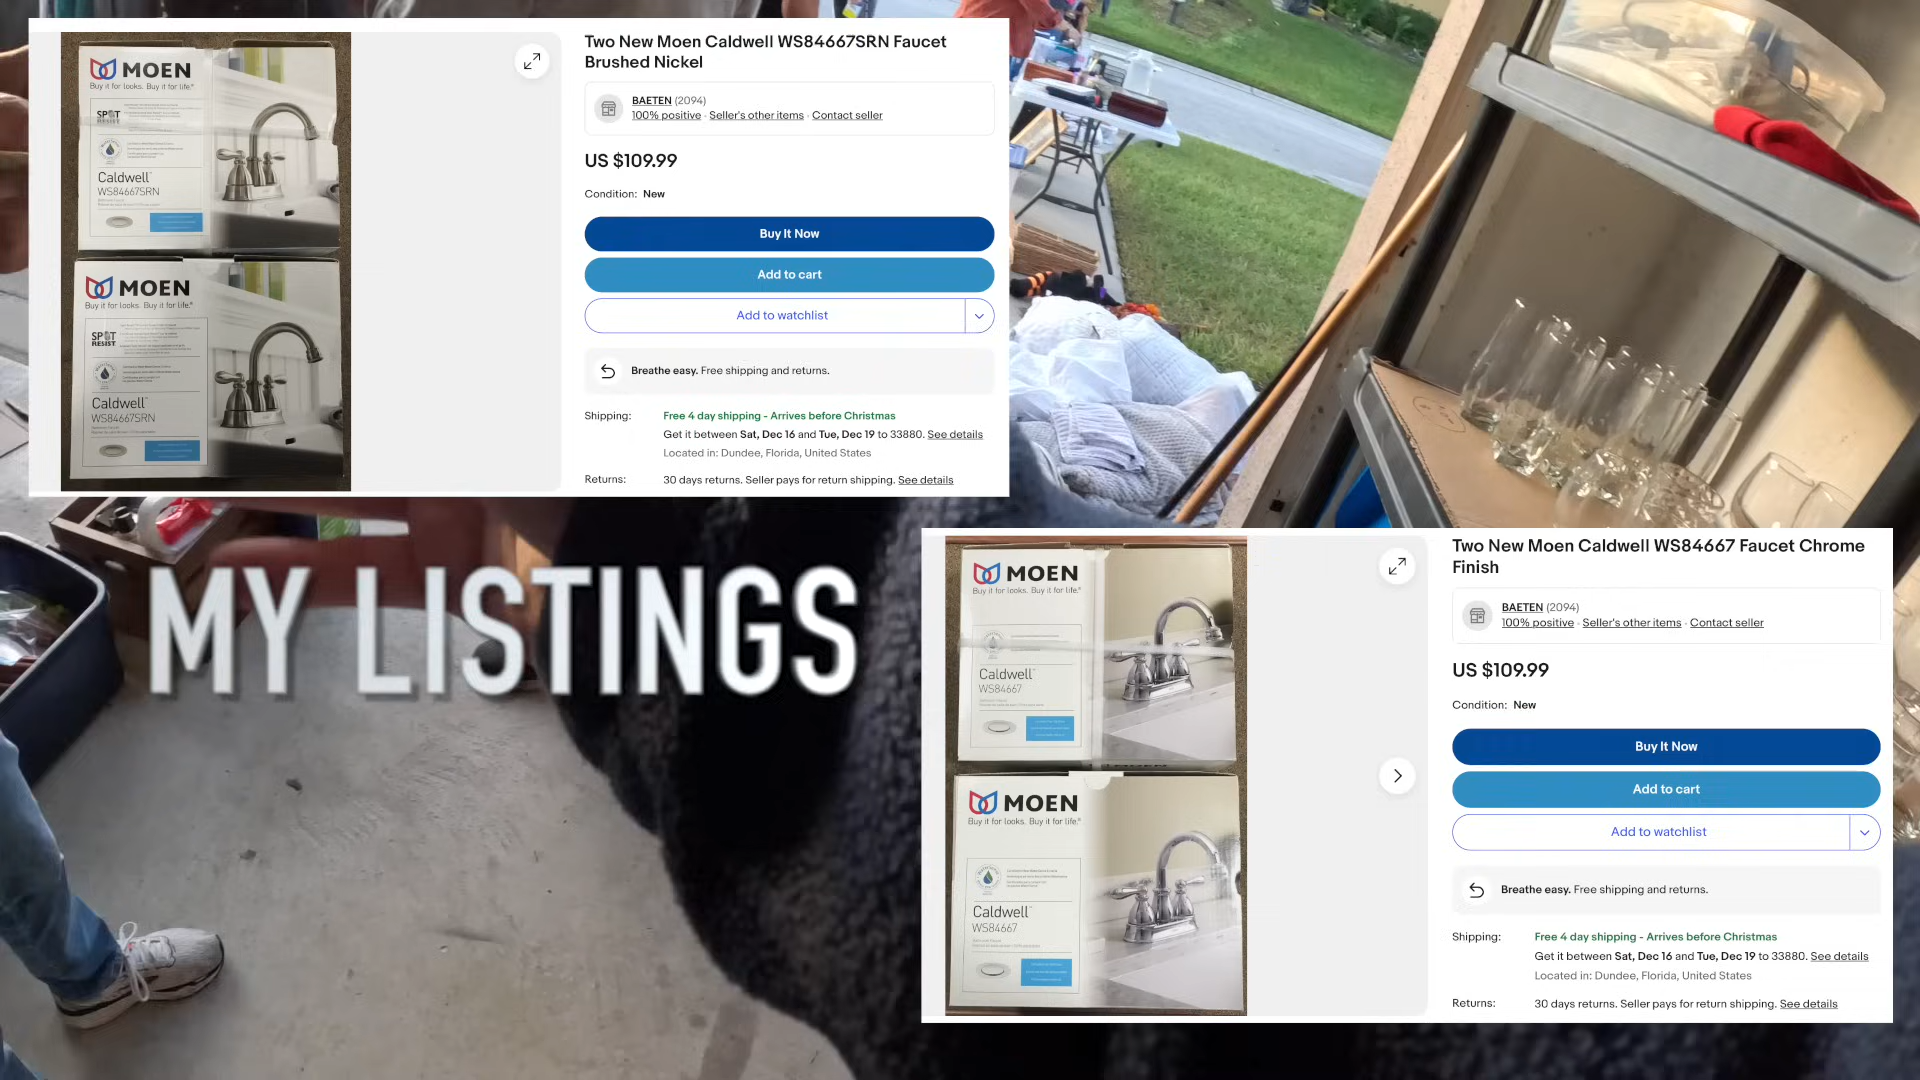 Two New Moen Caldwell WS84667SRN Faucet
Brushed Nickel
BAETEN (2094)
100% positive · Seller's other items · Contact seller
US $109.99
Condition: New
Buy It Now
Add to cart
Add to watchlist
Breathe easy. Free shipping and returns.
Shipping: Free 4 day shipping - Arrives before Christmas
Get it between Sat, Dec 16 and Tue, Dec 19 to 33880. See details
Located in: Dundee, Florida, United States
Returns: 30 days returns. Seller pays for return shipping. See details
MOEN
Buy it for looks. Buy it for life.®
SPOT
RESIST
Caldwell™
WS84667SRN
MOEN
Buy it for looks. Buy it for life.®
SPOT
RESIST
Caldwell™
WS84667SRN
MY LISTINGS
MOEN
Buy it for looks. Buy it for life.®
Caldwell™
WS84667
MOEN
Buy it for looks. Buy it for life.®
Caldwell™
WS84667
Two New Moen Caldwell WS84667 Faucet Chrome
Finish
BAETEN (2094)
100% positive · Seller's other items · Contact seller
US $109.99
Condition: New
Buy It Now
Add to cart
Add to watchlist
Breathe easy. Free shipping and returns.
Shipping: Free 4 day shipping - Arrives before Christmas
Get it between Sat, Dec 16 and Tue, Dec 19 to 33880. See details
Located in: Dundee, Florida, United States
Returns: 30 days returns. Seller pays for return shipping. See details